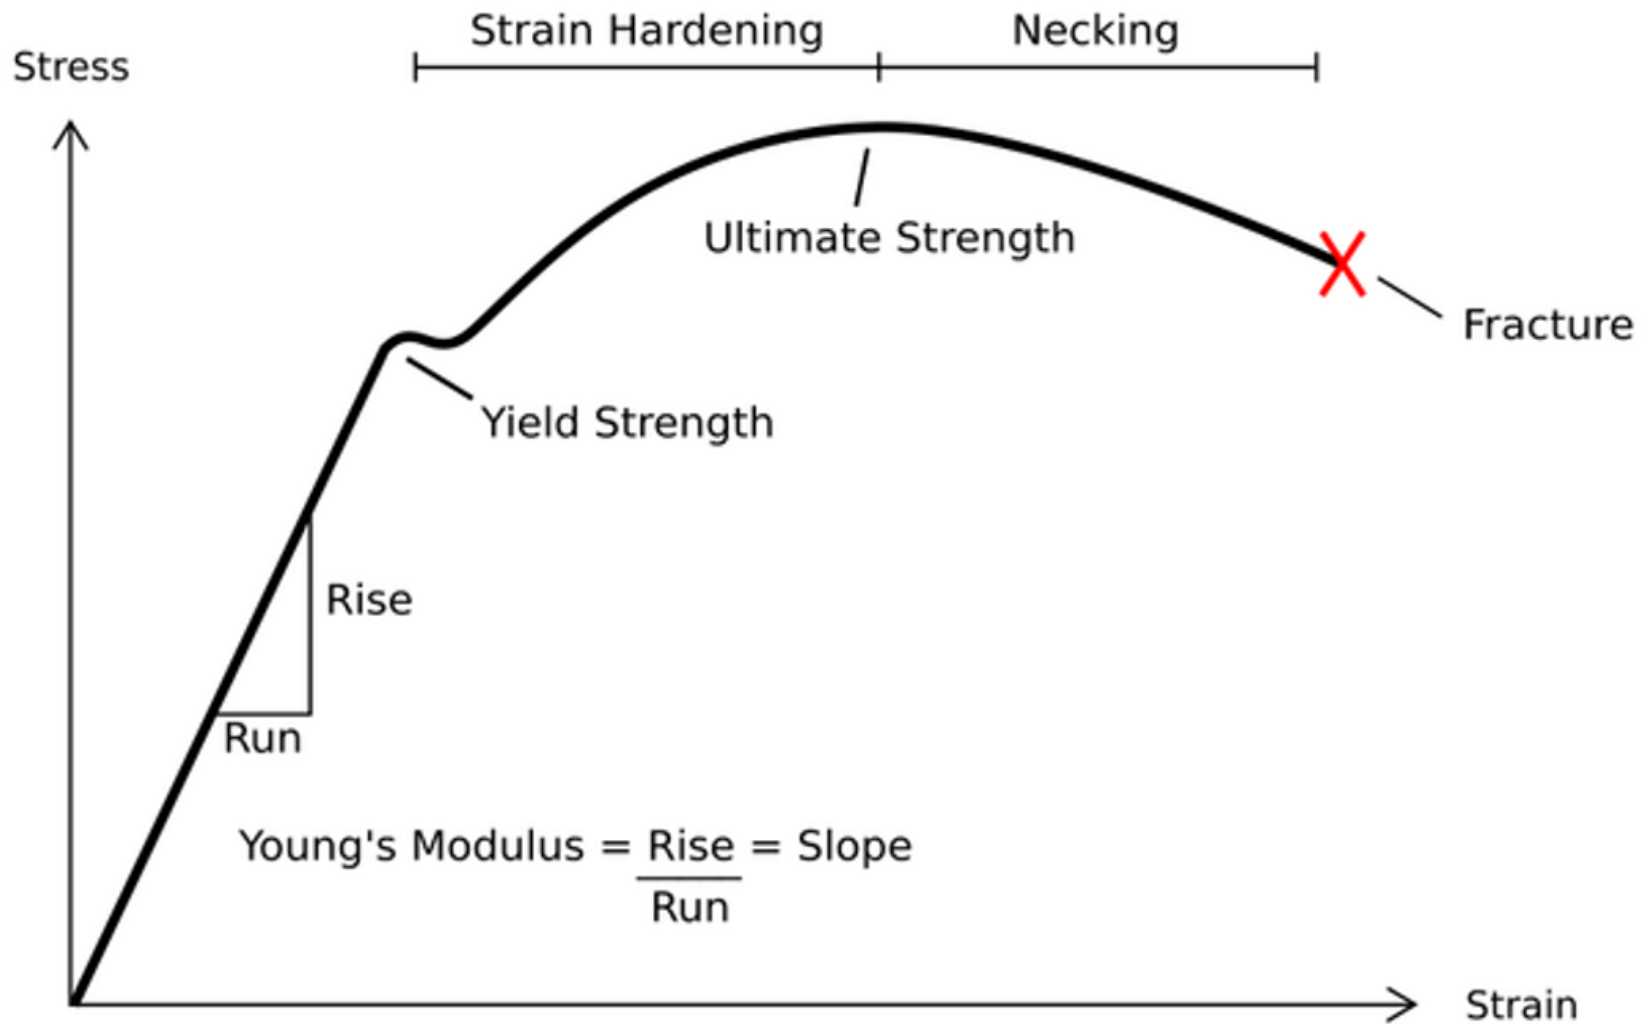 Strain Hardening
Necking
Stress
Ultimate Strength
Fracture
Yield Strength
Rise
Run
Young's Modulus = Rise = Slope
Run
Strain